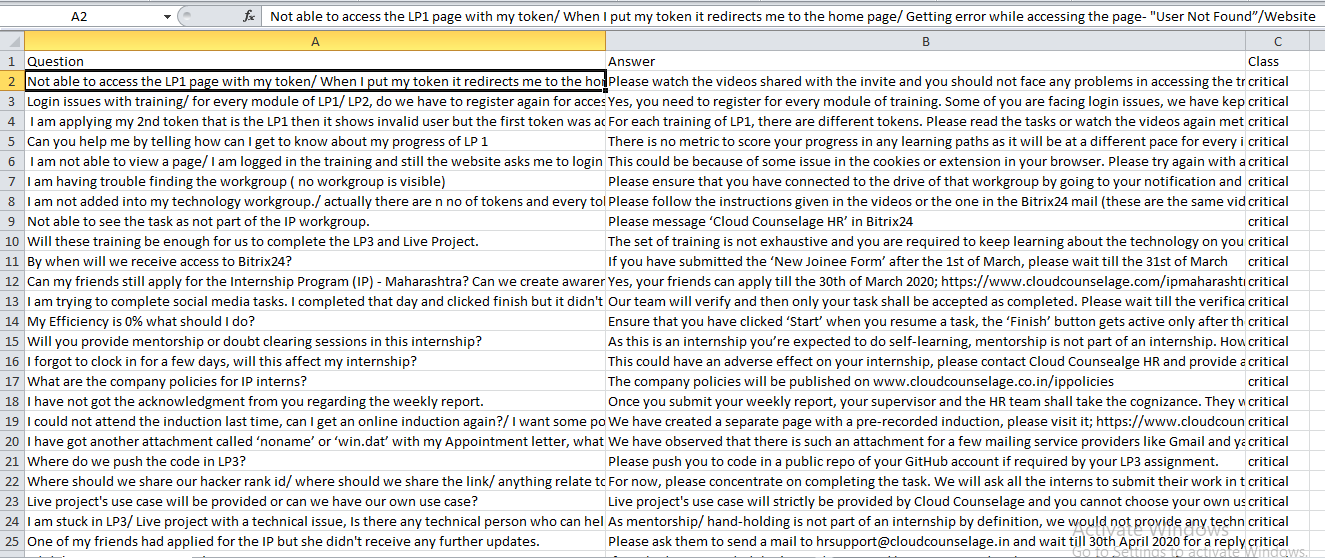 A2 fx Not able to access the LP1 page with my token/ When I put my token it redirects me to the home page/ Getting error while accessing the page- "User Not Found”/Website
A B C
1 Question Answer Class
2 Not able to access the LP1 page with my token/ When I put my token it redirects me to the Please watch the videos shared with the invite and you should not face any problems in accessing the critical
3 Login issues with training/ for every module of LP1/ LP2, do we have to register again for Yes, you need to register for every module of training. Some of you are facing login issues, we have critical
4 I am applying my 2nd token that is the LP1 then it shows invalid user but the first token was For each training of LP1, there are different tokens. Please read the tasks or watch the videos again critical
5 Can you help me by telling how can I get to know about my progress of LP 1 There is no metric to score your progress in any learning paths as it will be at a different pace for every critical
6 I am not able to view a page/ I am logged in the training and still the website asks me to login This could be because of some issue in the cookies or extension in your browser. Please try again with critical
7 I am having trouble finding the workgroup ( no workgroup is visible) Please ensure that you have connected to the drive of that workgroup by going to your notification and critical
8 I am not added into my technology workgroup./ actually there are n no of tokens and every Please follow the instructions given in the videos or the one in the Bitrix24 mail (these are the same critical
9 Not able to see the task as not part of the IP workgroup. Please message ‘Cloud Counselage HR’ in Bitrix24 critical
10 Will these training be enough for us to complete the LP3 and Live Project. The set of training is not exhaustive and you are required to keep learning about the technology on critical
11 By when will we receive access to Bitrix24? If you have submitted the ‘New Joinee Form’ after the 1st of March, please wait till the 31st of March critical
12 Can my friends still apply for the Internship Program (IP) - Maharashtra? Can we create Yes, your friends can apply till the 30th of March 2020; https://www.cloudcounselage.com/ipmaharasht critical
13 I am trying to complete social media tasks. I completed that day and clicked finish but it didn't Our team will verify and then only your task shall be accepted as completed. Please wait till the critical
14 My Efficiency is 0% what should I do? Ensure that you have clicked ‘Start’ when you resume a task, the ‘Finish’ button gets active only after critical
15 Will you provide mentorship or doubt clearing sessions in this internship? As this is an internship you’re expected to do self-learning, mentorship is not part of an internship. critical
16 I forgot to clock in for a few days, will this affect my internship? This could have an adverse effect on your internship, please contact Cloud Counsealge HR and provide critical
17 What are the company policies for IP interns? The company policies will be published on www.cloudcounselage.co.in/ippolicies critical
18 I have not got the acknowledgment from you regarding the weekly report. Once you submit your weekly report, your supervisor and the HR team shall take the cognizance. They critical
19 I could not attend the induction last time, can I get an online induction again?/ I want some We have created a separate page with a pre-recorded induction, please visit it; https://www.cloudcoun critical
20 I have got another attachment called ‘noname’ or ‘win.dat’ with my Appointment letter, what We have observed that there is such an attachment for a few mailing service providers like Gmail and critical
21 Where do we push the code in LP3? Please push you to code in a public repo of your GitHub account if required by your LP3 assignment. critical
22 Where should we share our hacker rank id/ where should we share the link/ anything relate For now, please concentrate on completing the task. We will ask all the interns to submit their work in critical
23 Live project's use case will be provided or can we have our own use case? Live project's use case will strictly be provided by Cloud Counselage and you cannot choose your own critical
24 I am stuck in LP3/ Live project with a technical issue, Is there any technical person who can As mentorship/ hand-holding is not part of an internship by definition, we would not provide any critical
25 One of my friends had applied for the IP but she didn't receive any further updates. Please ask them to send a mail to hrsupport@cloudcounselage.in and wait till 30th April 2020 for a reply critical
Activate Windows
Go to Settings to activate Windows.